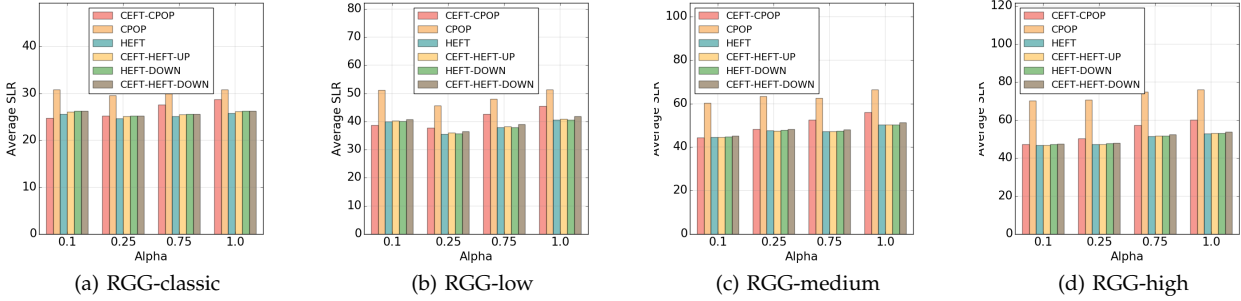 40
30
20
10
0
Average SLR
CEFT-CPOP
CPOP
HEFT
CEFT-HEFT-UP
HEFT-DOWN
CEFT-HEFT-DOWN
0.1 0.25 0.75 1.0
Alpha
(a) RGG-classic
80
70
60
50
40
30
20
10
0
Average SLR
CEFT-CPOP
CPOP
HEFT
CEFT-HEFT-UP
HEFT-DOWN
CEFT-HEFT-DOWN
0.1 0.25 0.75 1.0
Alpha
(b) RGG-low
100
80
60
40
20
0
Average SLR
CEFT-CPOP
CPOP
HEFT
CEFT-HEFT-UP
HEFT-DOWN
CEFT-HEFT-DOWN
0.1 0.25 0.75 1.0
Alpha
(c) RGG-medium
120
100
80
60
40
20
0
Average SLR
CEFT-CPOP
CPOP
HEFT
CEFT-HEFT-UP
HEFT-DOWN
CEFT-HEFT-DOWN
0.1 0.25 0.75 1.0
Alpha
(d) RGG-high